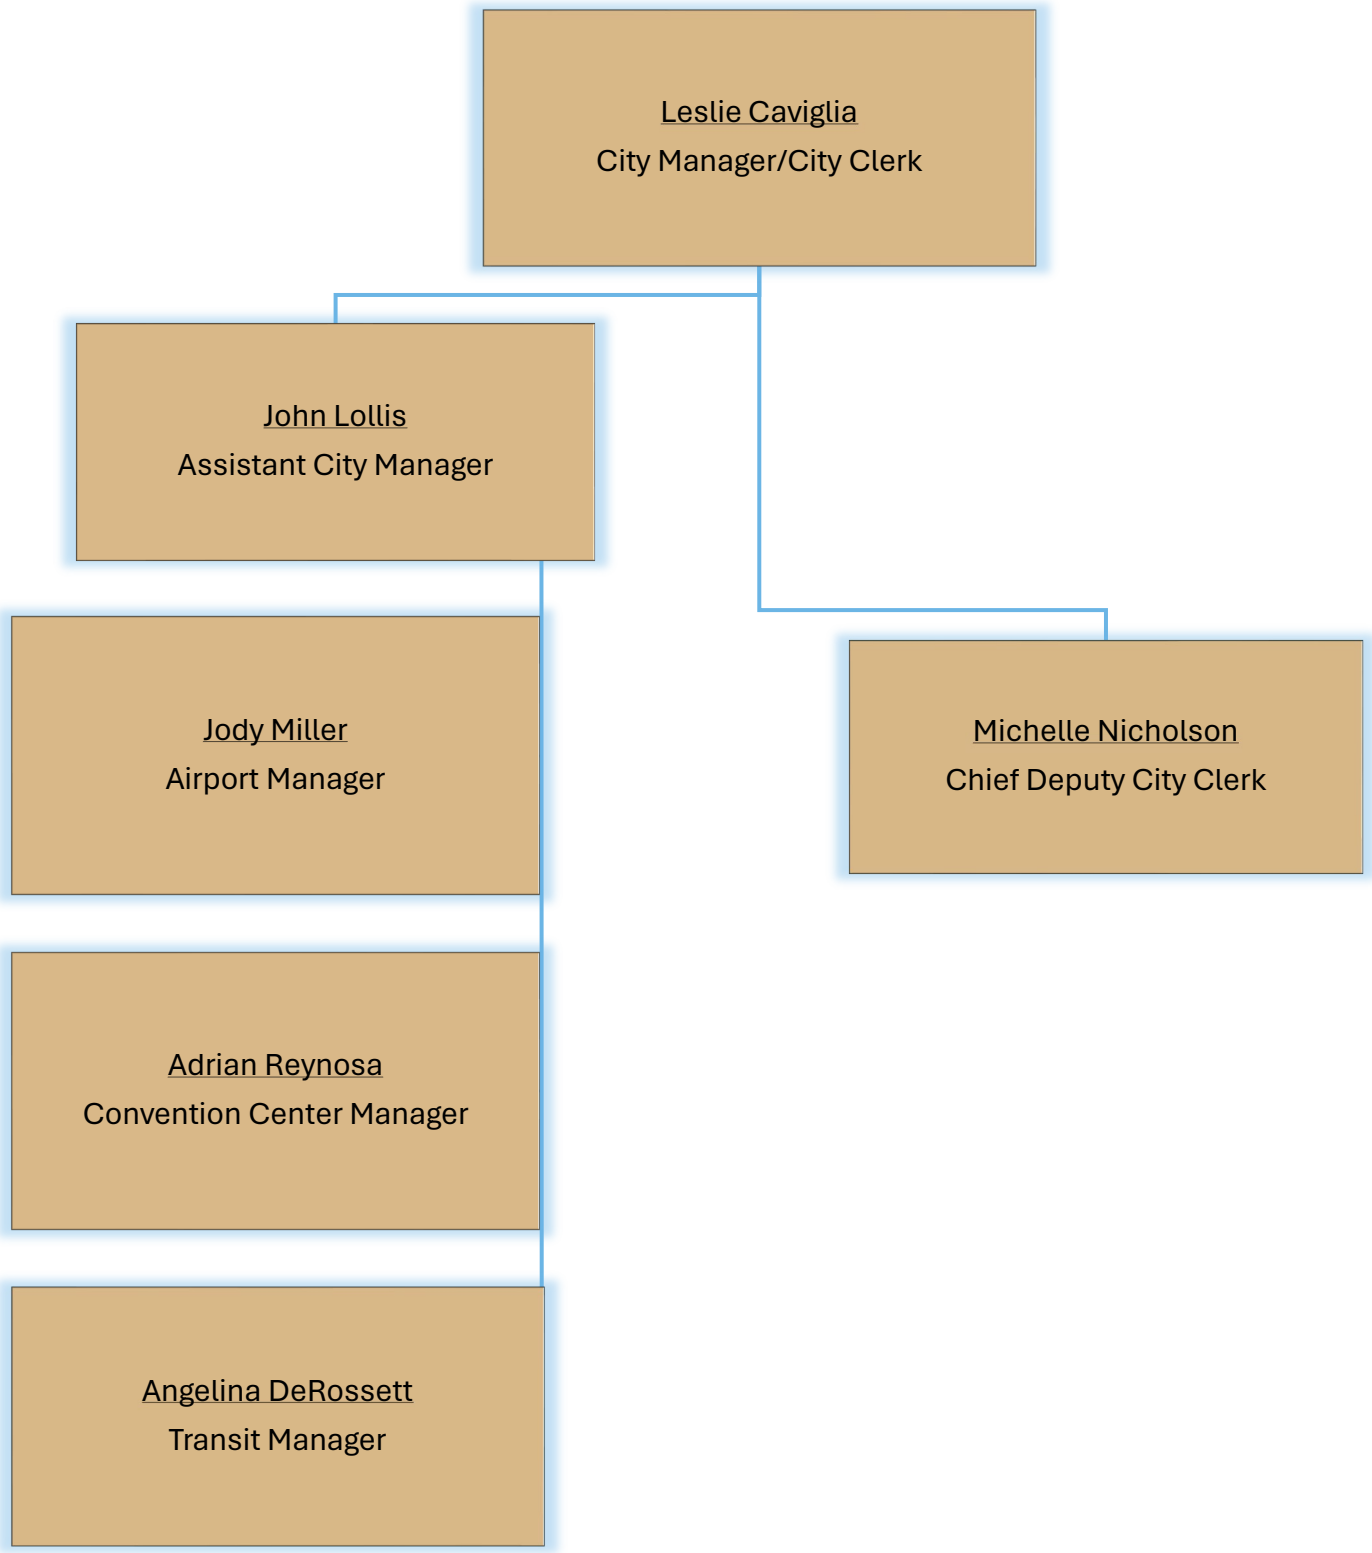 Leslie Caviglia
City Manager/City Clerk
John Lollis
Assistant City Manager
Jody Miller
Airport Manager
Michelle Nicholson
Chief Deputy City Clerk
Adrian Reynosa
Convention Center Manager
Angelina DeRossett
Transit Manager